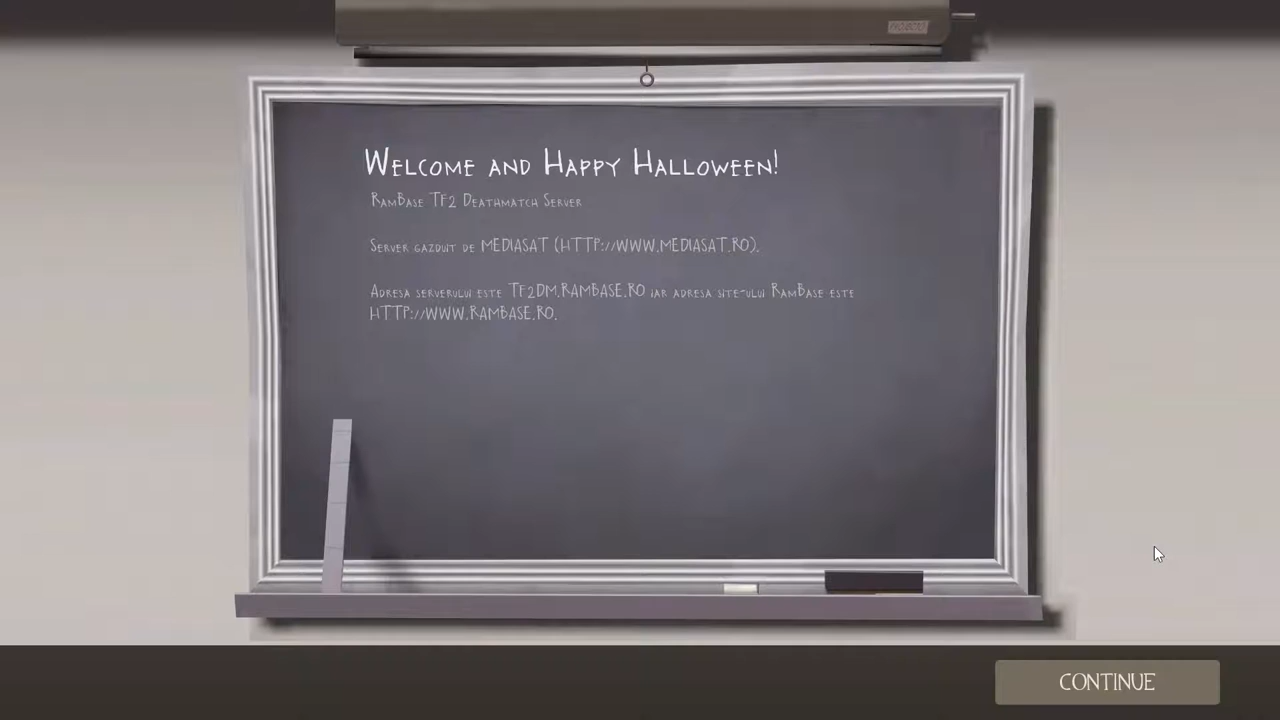 Welcome and Happy Halloween!
RamBase TF2 Deathmatch Server
Server gazduit de MEDIASAT (HTTP://WWW.MEDIASAT.RO).
Adresa serverului este TF2DM.RAMBASE.RO iar adresa site-ului RamBase este
HTTP://WWW.RAMBASE.RO.
CONTINUE